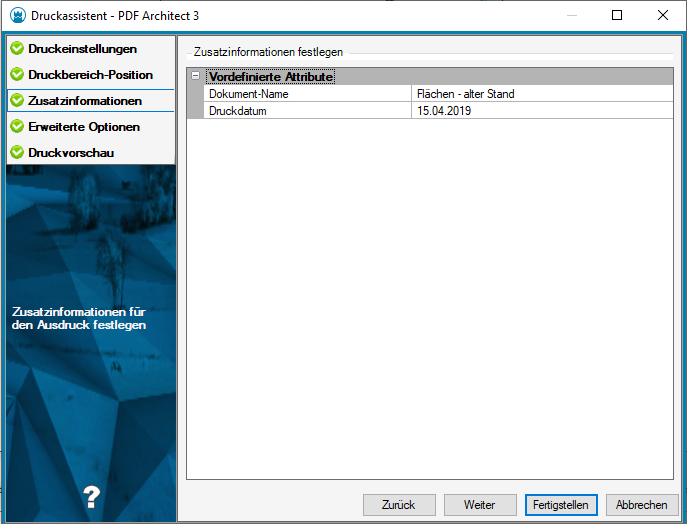 Druckassistent - PDF Architect 3
Druckeinstellungen
Druckbereich-Position
Zusatzinformationen
Erweiterte Optionen
Druckvorschau
Zusatzinformationen für
den Ausdruck festlegen
?
Zusatzinformationen festlegen
Vordefinierte Attribute
Dokument-Name Flächen - alter Stand
Druckdatum 15.04.2019
Zurück Weiter Fertigstellen Abbrechen